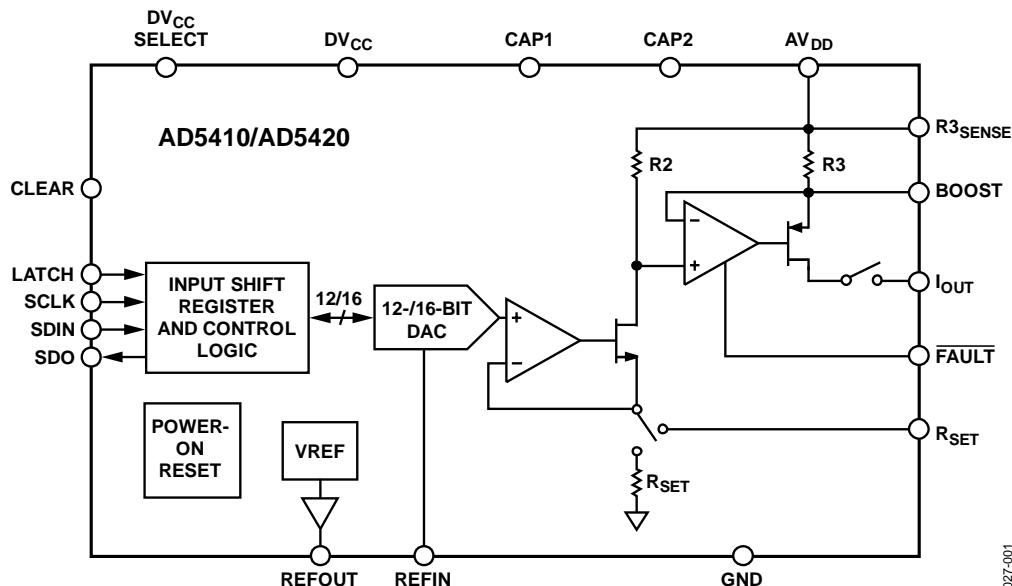 DVCC
SELECT
DVCC
CAP1
CAP2
AVDD
AD5410/AD5420
R2
R3
R3SENSE
BOOST
CLEAR
LATCH
SCLK
SDIN
SDO
INPUT SHIFT
REGISTER
AND CONTROL
LOGIC
12/16
12-/16-BIT
DAC
+
−
−
+
IOUT
FAULT
RSET
RSET
POWER-
ON
RESET
VREF
REFOUT
REFIN
GND
027-001